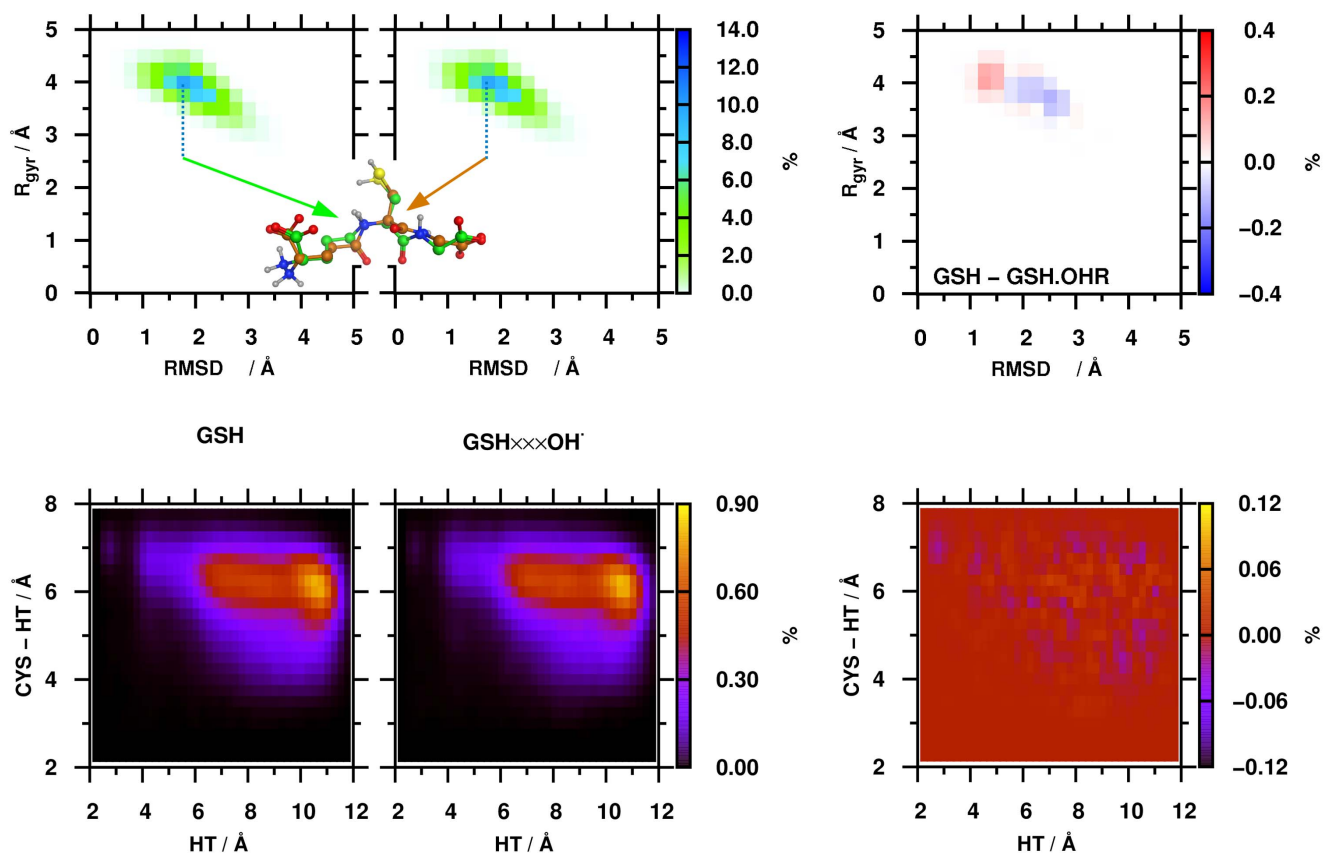 5
4
3
2
1
0
R_gyr / Å
0 1 2 3 4 5
RMSD / Å
0 1 2 3 4 5
RMSD / Å
14.0
12.0
10.0
8.0
6.0
4.0
2.0
0.0
%
5
4
3
2
1
0
R_gyr / Å
GSH – GSH.OHR
0 1 2 3 4 5
RMSD / Å
0.4
0.2
0.0
−0.2
−0.4
%
GSH
GSH×××OH˙
8
6
4
2
CYS – HT / Å
2 4 6 8 10 12
HT / Å
2 4 6 8 10 12
HT / Å
0.90
0.60
0.30
0.00
%
8
6
4
2
CYS – HT / Å
2 4 6 8 10 12
HT / Å
0.12
0.06
0.00
−0.06
−0.12
%